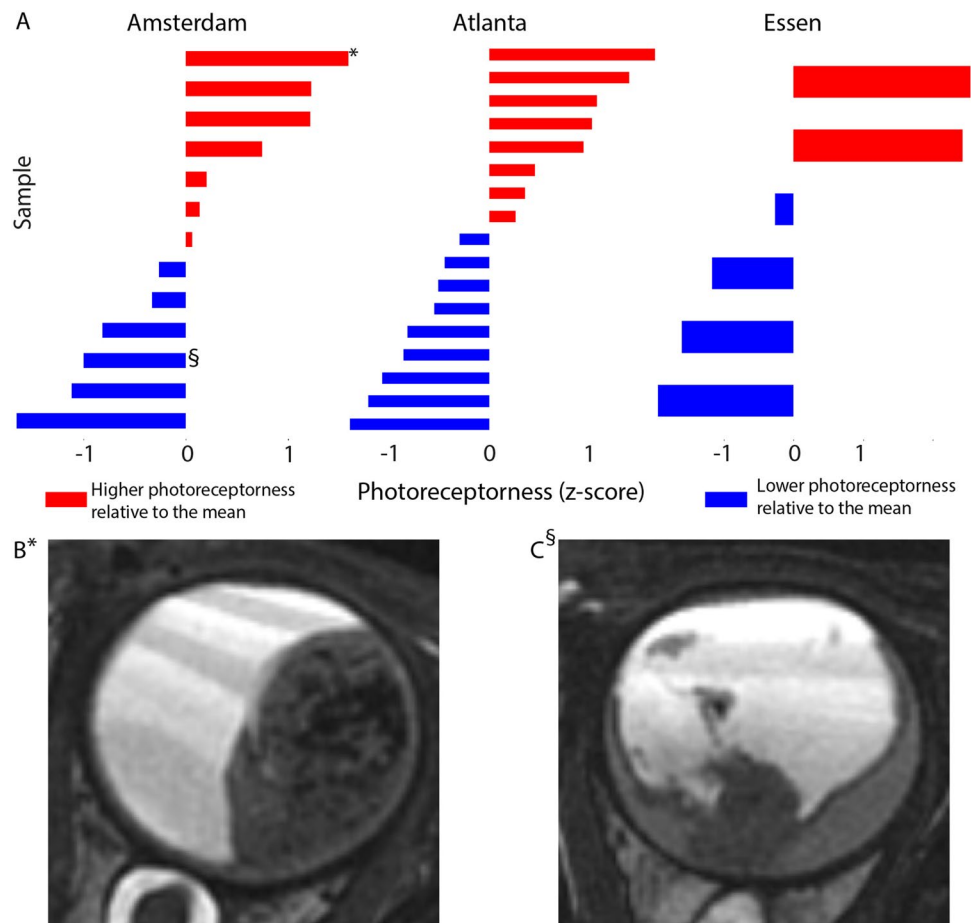 A
Amsterdam
Atlanta
Essen
*
Sample
§
-1
0
1
-1
0
1
-1
0
1
Higher photoreceptorness
relative to the mean
Photoreceptorness (z-score)
Lower photoreceptorness
relative to the mean
B*
C§